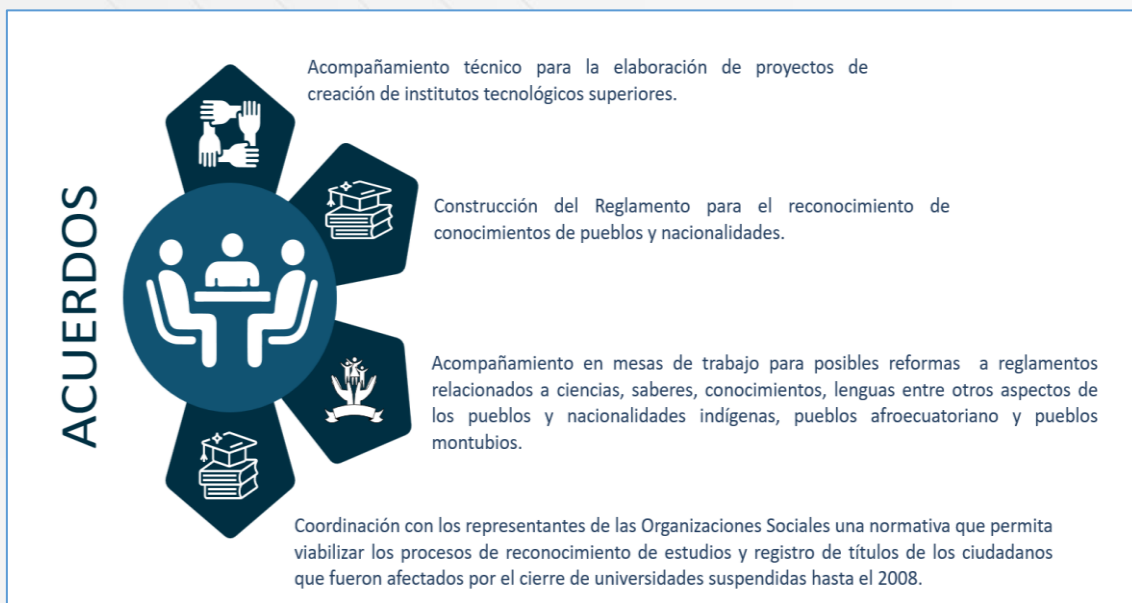 ACUERDOS
Acompañamiento técnico para la elaboración de proyectos de
creación de institutos tecnológicos superiores.
Construcción del Reglamento para el reconocimiento de
conocimientos de pueblos y nacionalidades.
Acompañamiento en mesas de trabajo para posibles reformas a reglamentos
relacionados a ciencias, saberes, conocimientos, lenguas entre otros aspectos de
los pueblos y nacionalidades indígenas, pueblos afroecuatoriano y pueblos
montubios.
Coordinación con los representantes de las Organizaciones Sociales una normativa que permita
viabilizar los procesos de reconocimiento de estudios y registro de títulos de los ciudadanos
que fueron afectados por el cierre de universidades suspendidas hasta el 2008.